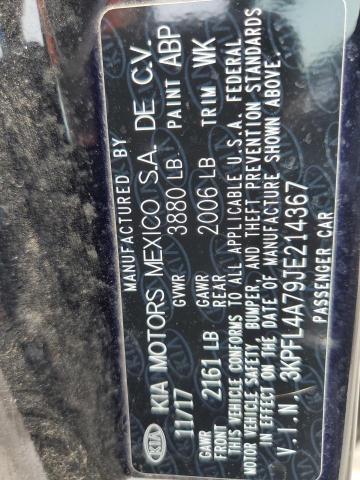 MANUFACTURED BY
KIA KIA MOTORS MEXICO S.A. DE C.V.
11/17 GVWR 3880 LB. PAINT ABP
GAWR FRONT 2161 LB GAWR REAR 2006 LB TRIM WK
THIS VEHICLE CONFORMS TO ALL APPLICABLE U.S.A. FEDERAL
MOTOR VEHICLE SAFETY, BUMPER, AND THEFT PREVENTION STANDARDS
IN EFFECT ON THE DATE OF MANUFACTURE SHOWN ABOVE.
V.I.N. 3KPFL4A79JE214367
PASSENGER CAR